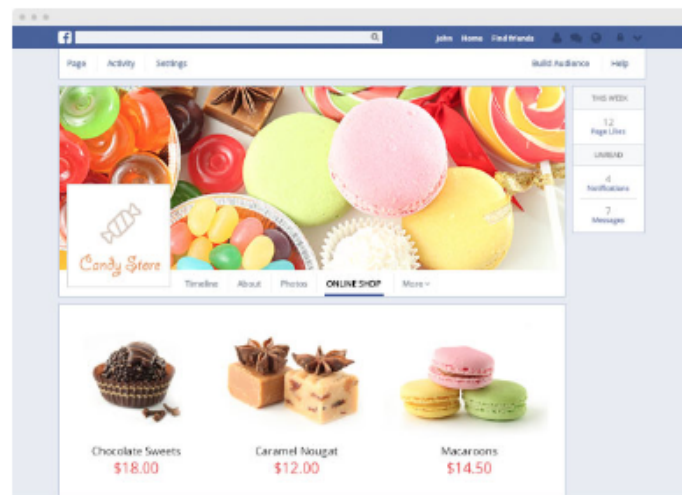 f
john Home Find friends
Page Activity Settings Build Audience Help
THIS WEEK
12
Page Likes
UNREAD
4
Notifications
7
Messages
Candy Store
Timeline About Photos ONLINE SHOP More
Chocolate Sweets
$18.00
Caramel Nougat
$12.00
Macaroons
$14.50